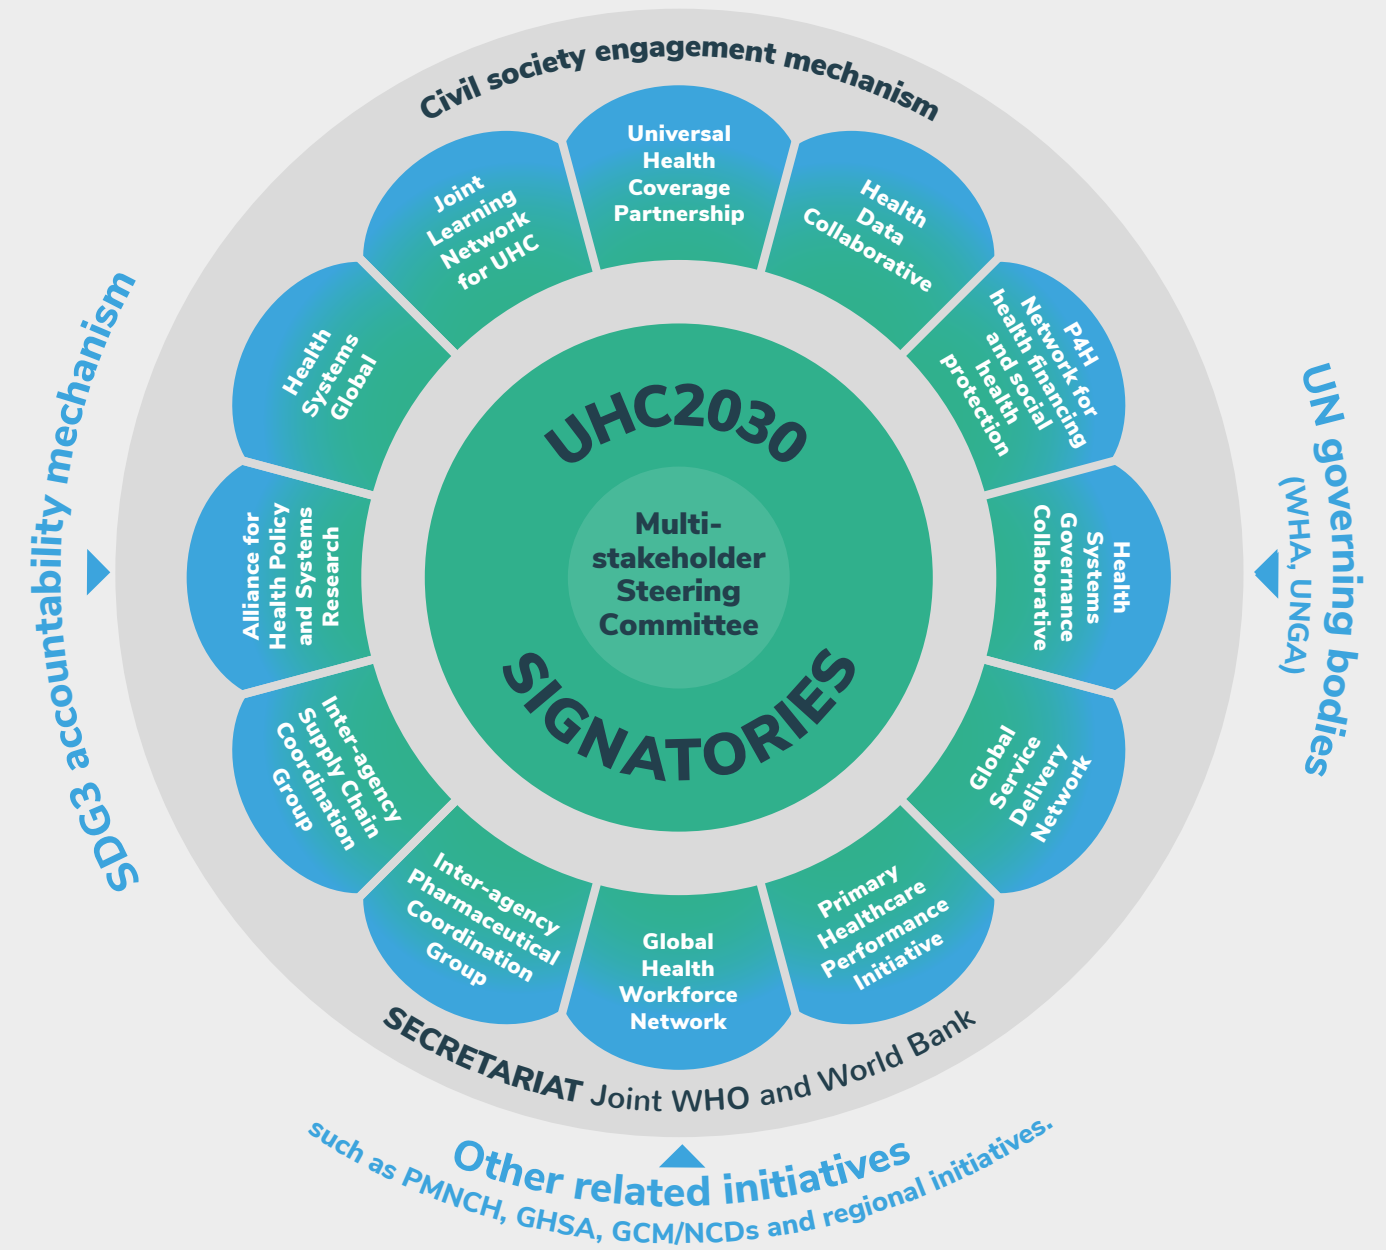 Civil society engagement mechanism
Universal
Health
Coverage
Partnership
Health
Data
Collaborative
P4H
Network for
health financing
and social
health
protection
Health
Systems
Governance
Collaborative
Global
Service
Delivery
Network
Primary
Healthcare
Performance
Initiative
Global
Health
Workforce
Network
Inter-agency
Pharmaceutical
Coordination
Group
Inter-agency
Supply Chain
Coordination
Group
Alliance for
Health Policy
and Systems
Research
Health
Systems
Global
Joint
Learning
Network
for UHC
UHC2030
Multi-
stakeholder
Steering
Committee
SIGNATORIES
SECRETARIAT Joint WHO and World Bank
SDG3 accountability mechanism
UN governing bodies
(WHA, UNGA)
Other related initiatives
such as PMNCH, GHSA, GCM/NCDs and regional initiatives.